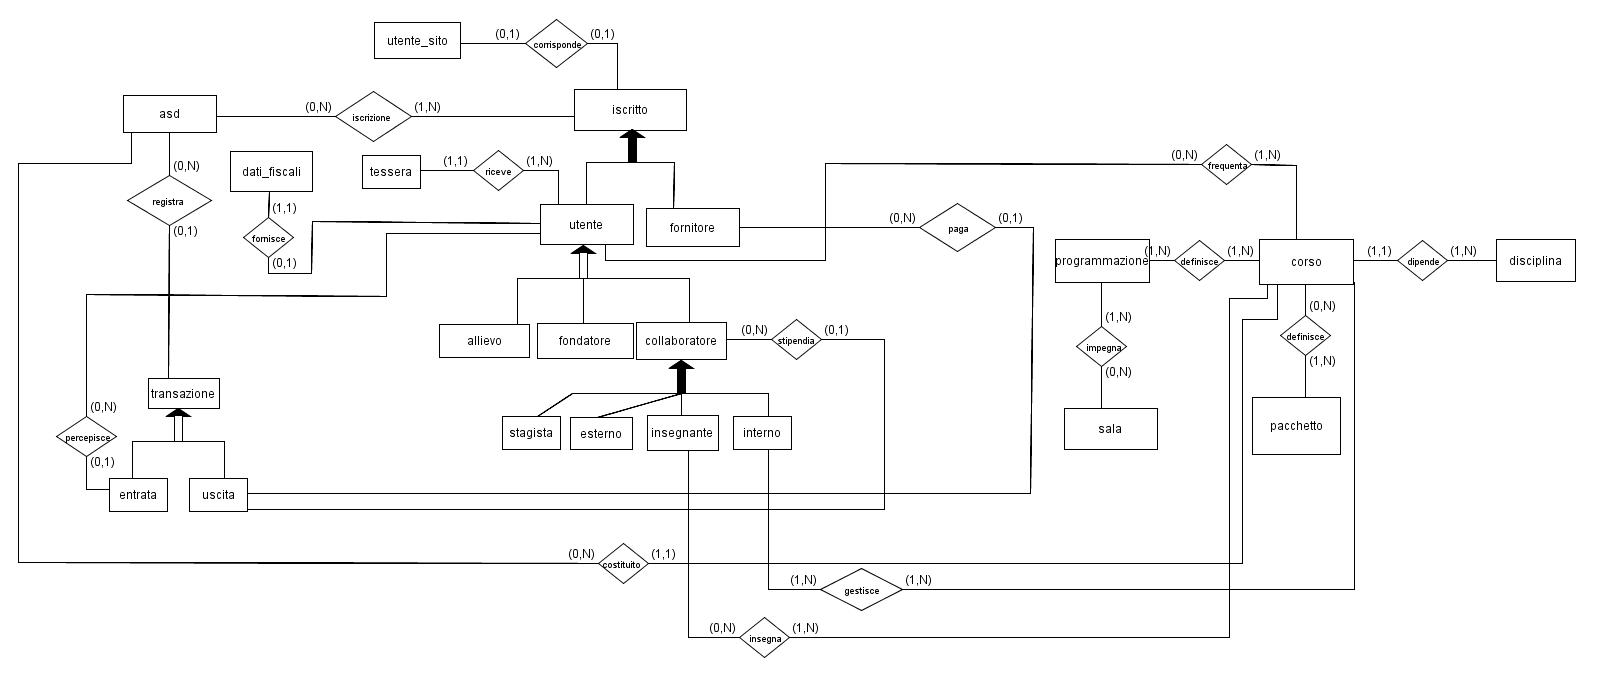 utente_sito (0,1) corrisponde (0,1)
asd (0,N) iscrizione (1,N) iscritto
tessera (1,1) riceve (1,N)
(0,N) frequenta (1,N)
(0,N) dati_fiscali
registra (1,1)
utente fornitore (0,N) paga (0,1)
(0,1) fornisce
(0,1)
programmazione (1,N) definisce (1,N) corso (1,1) dipende (1,N) disciplina
allievo fondatore collaboratore (0,N) stipendia (0,1)
(1,N) impegna (0,N)
(0,N) definisce (1,N)
transazione
(0,N) percepisce (0,1)
stagista esterno insegnante interno
sala pacchetto
entrata uscita
(0,N) costituito (1,1)
(1,N) gestisce (1,N)
(0,N) insegna (1,N)